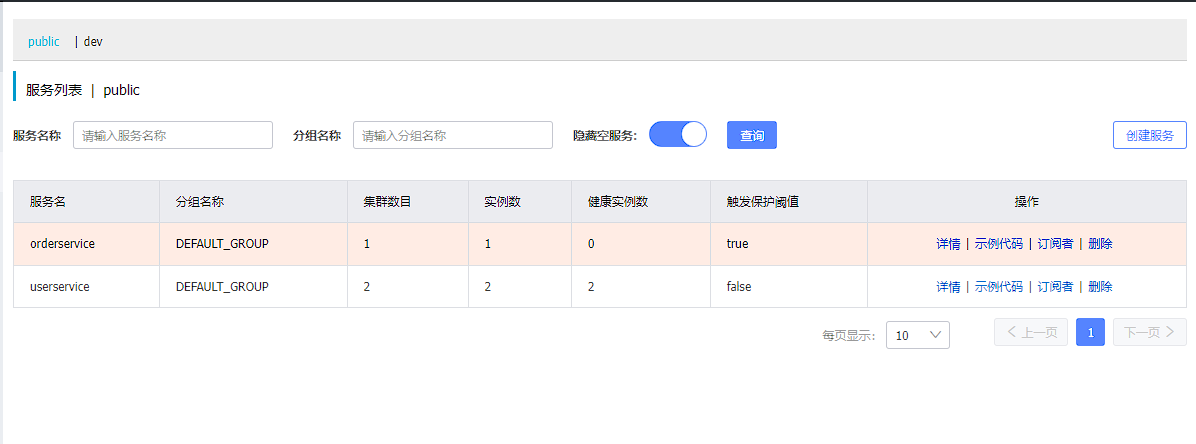 public | dev
服务列表 | public
服务名称 请输入服务名称 分组名称 请输入分组名称 隐藏空服务: 查询 创建服务
服务名 分组名称 集群数目 实例数 健康实例数 触发保护阈值 操作
orderservice DEFAULT_GROUP 1 1 0 true 详情 | 示例代码 | 订阅者 | 删除
userservice DEFAULT_GROUP 2 2 2 false 详情 | 示例代码 | 订阅者 | 删除
每页显示: 10 上一页 1 下一页